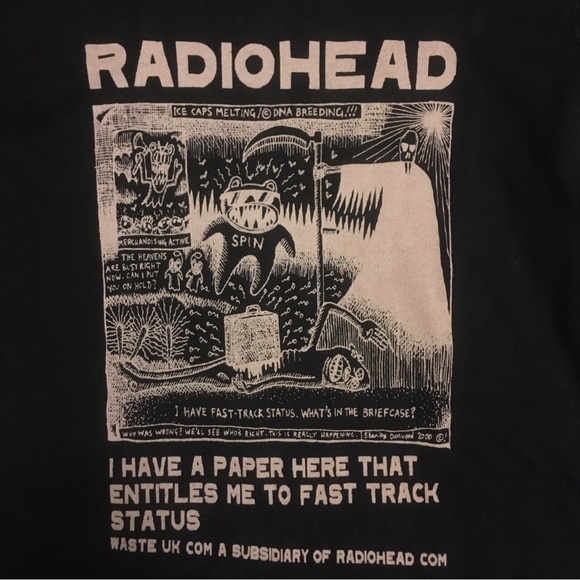 RADIOHEAD
ICE CAPS MELTING/© DNA BREEDING!!!
MERCHANDISING ACTIVE
SPIN
THE HEAVENS
ARE BUSY RIGHT
NOW. CAN I PUT
YOU ON HOLD?
I HAVE FAST-TRACK STATUS. WHAT'S IN THE BRIEFCASE?
WHO WAS WRONG? WE'LL SEE WHO'S RIGHT. THIS IS REALLY HAPPENING. Stanley Donwood 2000 ©!
I HAVE A PAPER HERE THAT
ENTITLES ME TO FAST TRACK
STATUS
WASTE UK COM A SUBSIDIARY OF RADIOHEAD COM